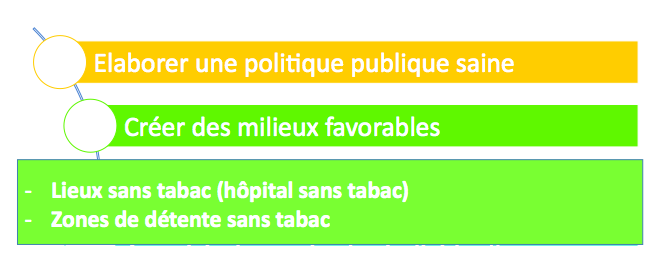 Elaborer une politique publique saine
Créer des milieux favorables
- Lieux sans tabac (hôpital sans tabac)
- Zones de détente sans tabac